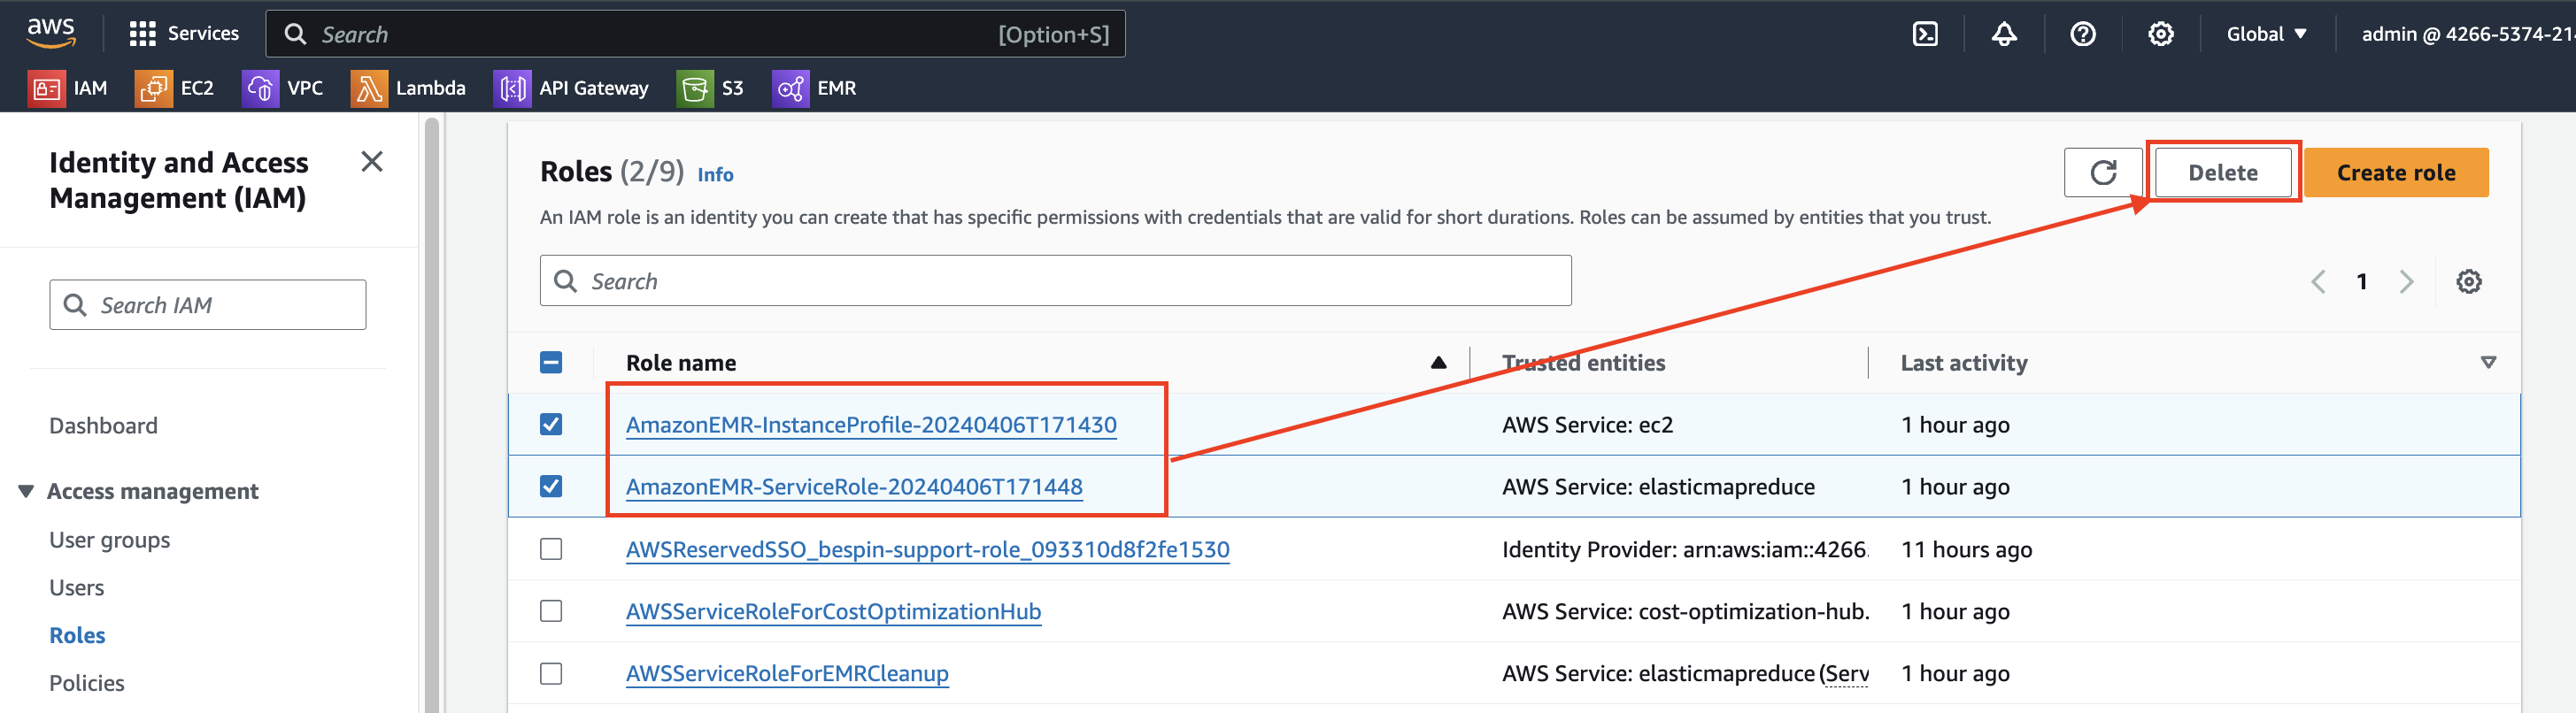 aws
Services
Search
[Option+S]
Global
admin @ 4266-5374-21
IAM
EC2
VPC
Lambda
API Gateway
S3
EMR
Identity and Access
Management (IAM)
Search IAM
Dashboard
Access management
User groups
Users
Roles
Policies
Roles (2/9) Info
Delete
Create role
An IAM role is an identity you can create that has specific permissions with credentials that are valid for short durations. Roles can be assumed by entities that you trust.
Search
1
Role name Trusted entities Last activity
AmazonEMR-InstanceProfile-20240406T171430 AWS Service: ec2 1 hour ago
AmazonEMR-ServiceRole-20240406T171448 AWS Service: elasticmapreduce 1 hour ago
AWSReservedSSO_bespin-support-role_093310d8f2fe1530 Identity Provider: arn:aws:iam::4266 11 hours ago
AWSServiceRoleForCostOptimizationHub AWS Service: cost-optimization-hub. 1 hour ago
AWSServiceRoleForEMRCleanup AWS Service: elasticmapreduce (Serv 1 hour ago